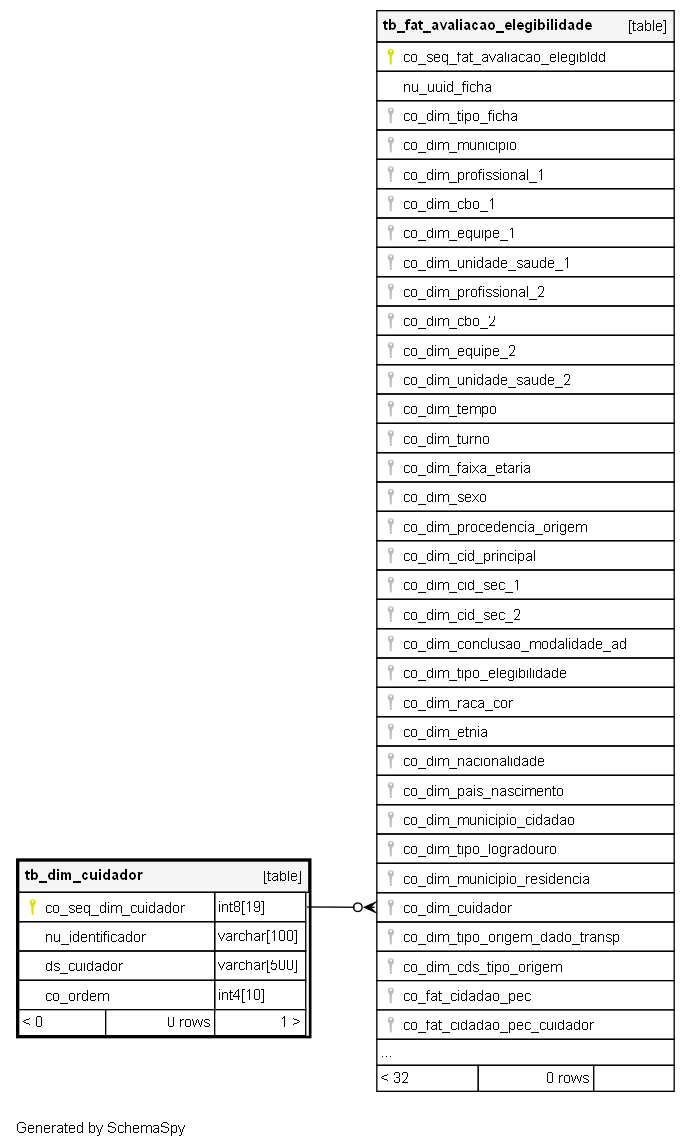 tb_fat_avaliacao_elegibilidade [table]
co_seq_fat_avaliacao_elegibldd
nu_uuid_ficha
co_dim_tipo_ficha
co_dim_municipio
co_dim_profissional_1
co_dim_cbo_1
co_dim_equipe_1
co_dim_unidade_saude_1
co_dim_profissional_2
co_dim_cbo_2
co_dim_equipe_2
co_dim_unidade_saude_2
co_dim_tempo
co_dim_turno
co_dim_faixa_etaria
co_dim_sexo
co_dim_procedencia_origem
co_dim_cid_principal
co_dim_cid_sec_1
co_dim_cid_sec_2
co_dim_conclusao_modalidade_ad
co_dim_tipo_elegibilidade
co_dim_raca_cor
co_dim_etnia
co_dim_nacionalidade
co_dim_pais_nascimento
co_dim_municipio_cidadao
co_dim_tipo_logradouro
co_dim_municipio_residencia
co_dim_cuidador
co_dim_tipo_origem_dado_transp
co_dim_cds_tipo_origem
co_fat_cidadao_pec
co_fat_cidadao_pec_cuidador
...
< 32 0 rows
tb_dim_cuidador [table]
co_seq_dim_cuidador int8[19]
nu_identificador varchar[100]
ds_cuidador varchar[500]
co_ordem int4[10]
< 0 0 rows 1 >
Generated by SchemaSpy